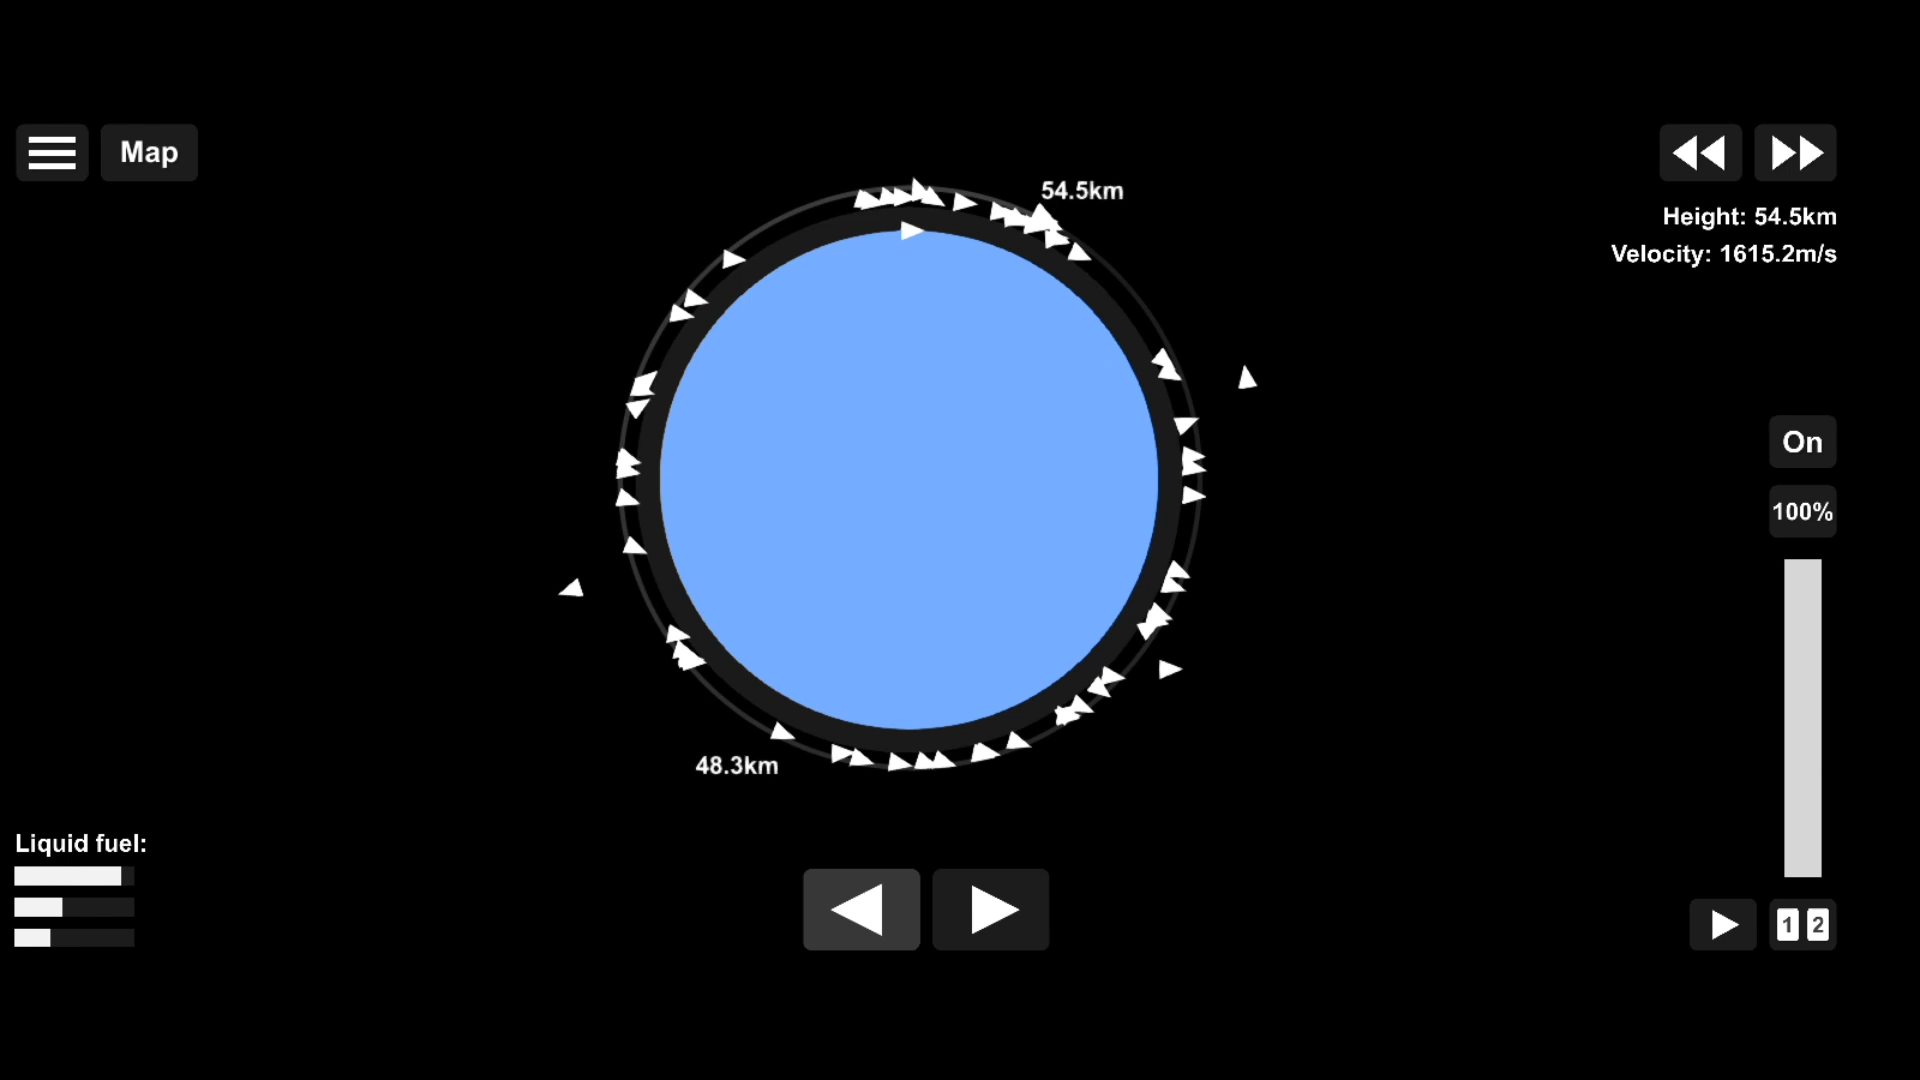 Map
54.5km
Height: 54.5km
Velocity: 1615.2m/s
On
100%
48.3km
Liquid fuel:
1 2